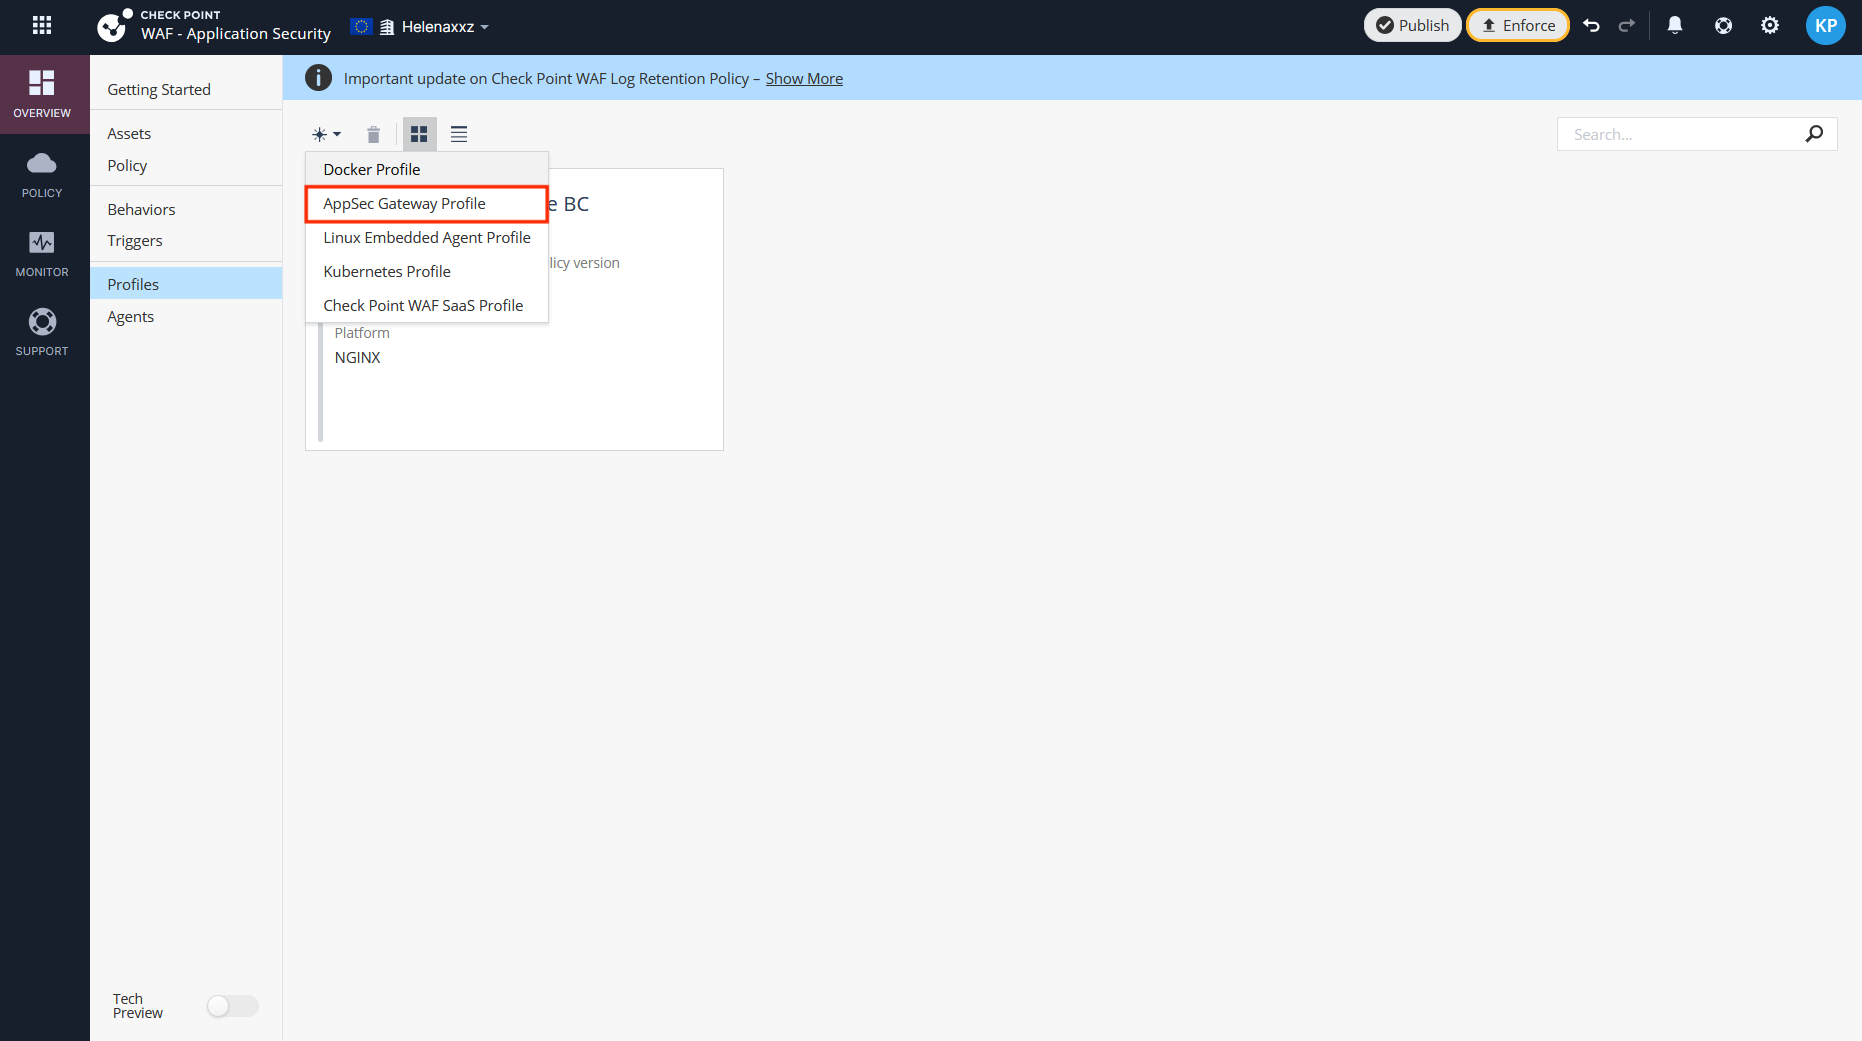 CHECK POINT
WAF - Application Security
Helenaxxz
Publish
Enforce
KP
OVERVIEW
POLICY
MONITOR
SUPPORT
Getting Started
Assets
Policy
Behaviors
Triggers
Profiles
Agents
Tech
Preview
Important update on Check Point WAF Log Retention Policy – Show More
Search...
Docker Profile
AppSec Gateway Profile
Linux Embedded Agent Profile
Kubernetes Profile
Check Point WAF SaaS Profile
BC
version
Platform
NGINX